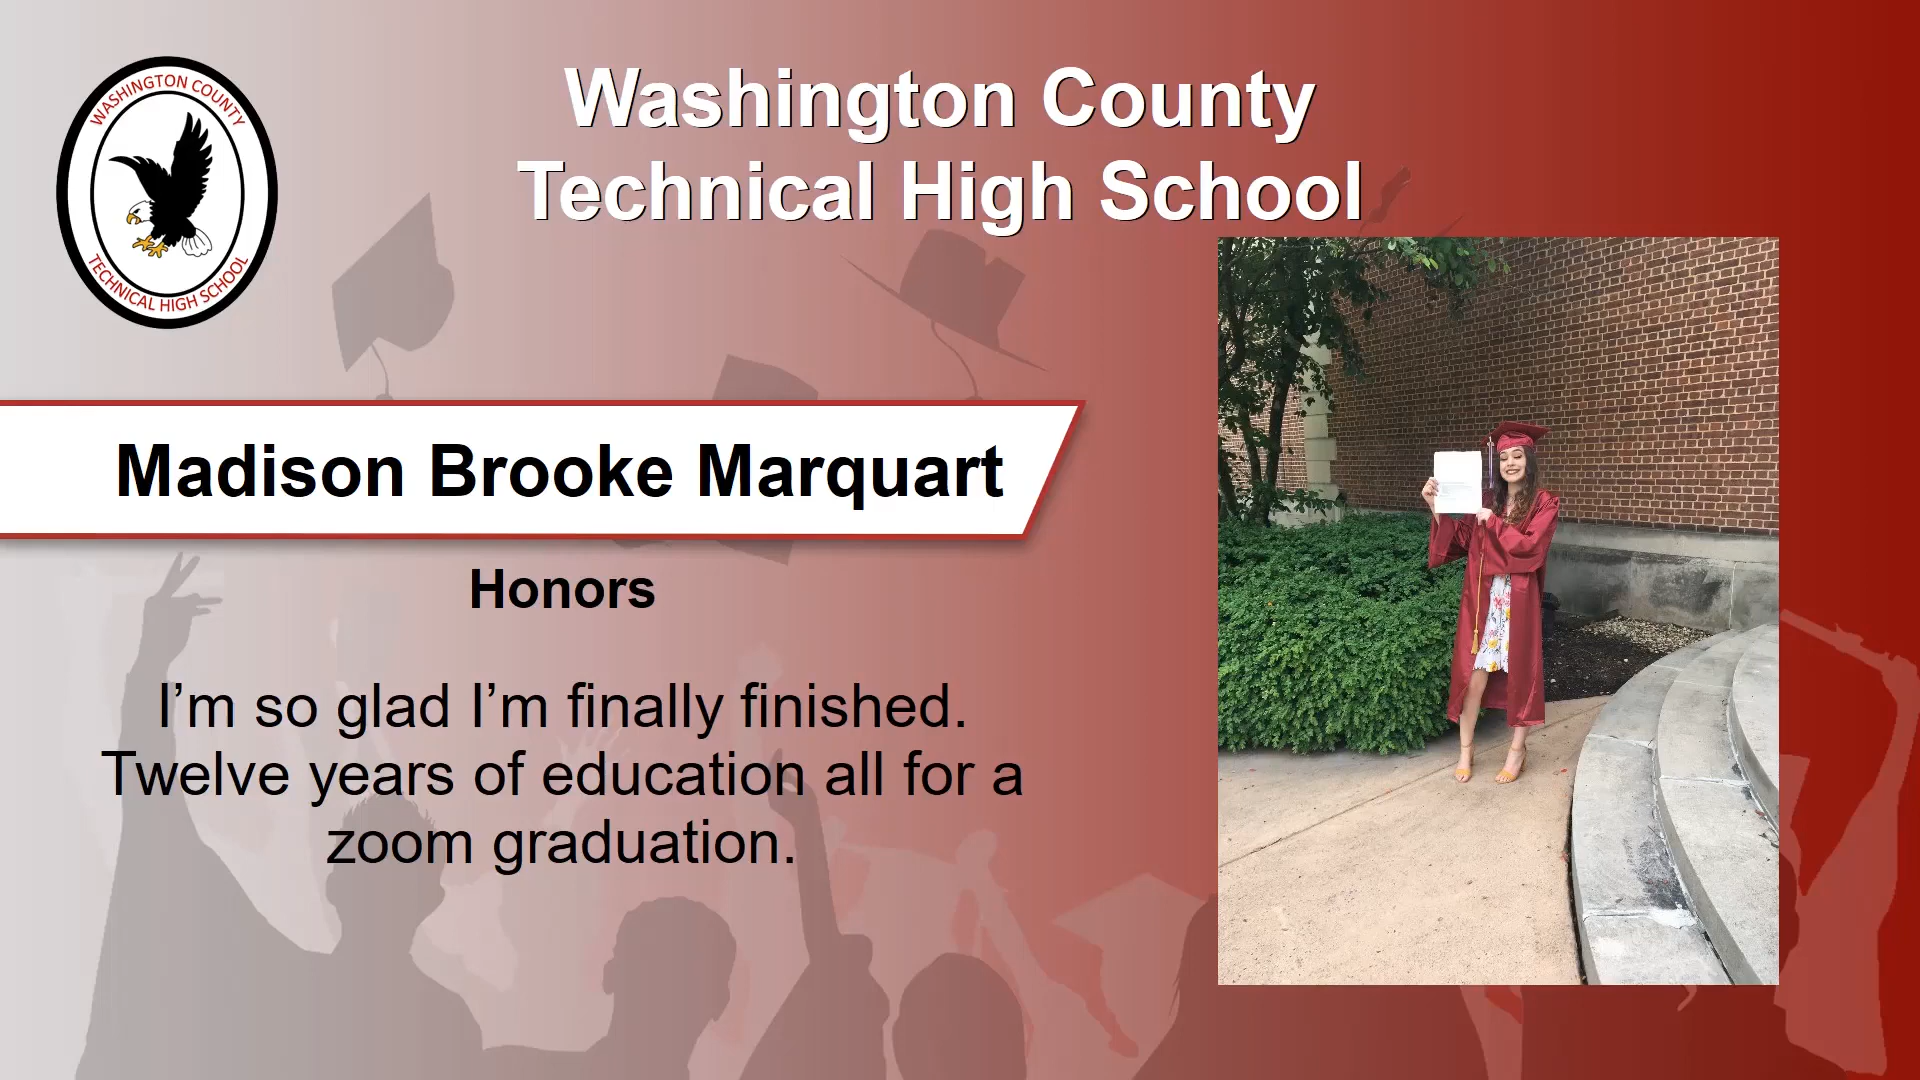 WASHINGTON COUNTY
TECHNICAL HIGH SCHOOL
Washington County
Technical High School
Madison Brooke Marquart
Honors
I’m so glad I’m finally finished.
Twelve years of education all for a
zoom graduation.